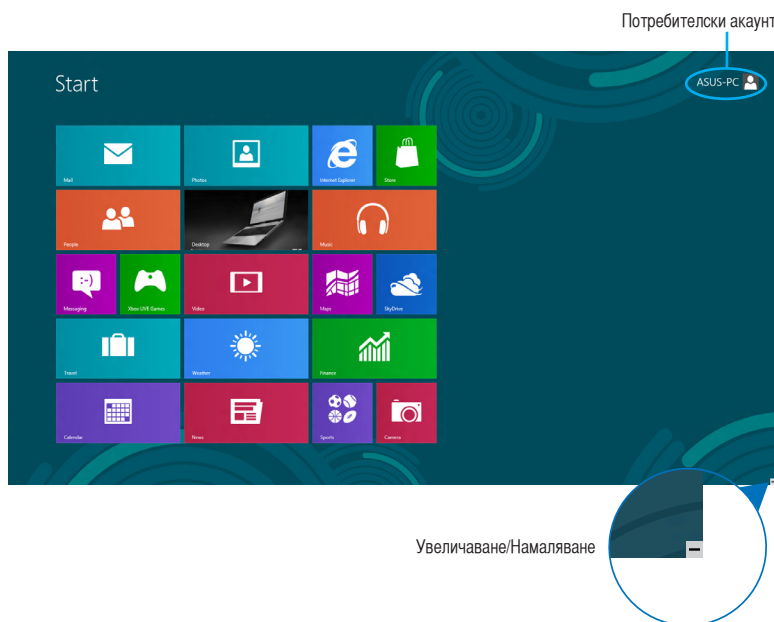 Потребителски акаунт
Start
ASUS-PC
Mail
Photos
Internet Explorer
Store
People
Desktop
Music
Messaging
Xbox LIVE Games
Video
Maps
SkyDrive
Travel
Weather
Finance
Calendar
News
Sports
Camera
Увеличаване/Намаляване